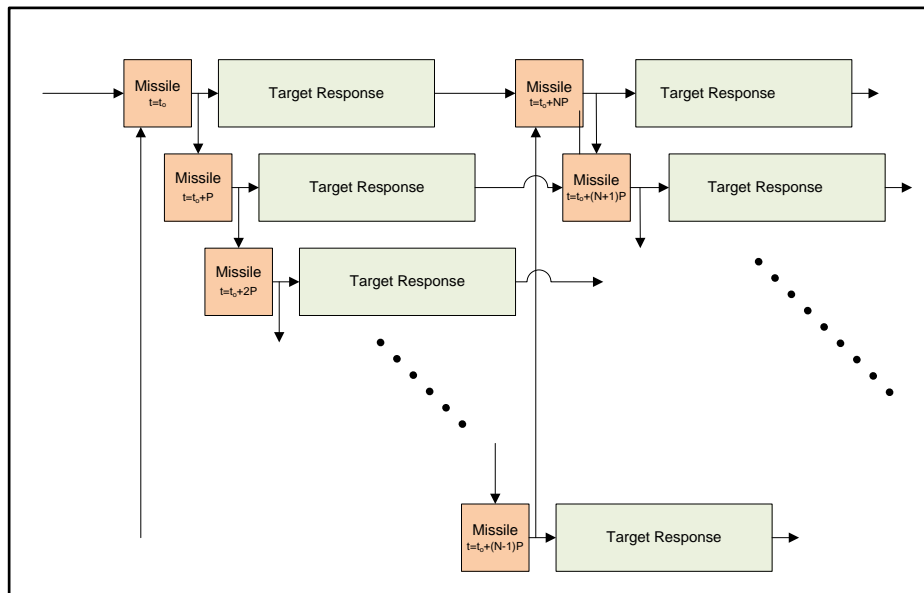 Missile
t=tₒ
Target Response
Missile
t=tₒ+NP
Target Response
Missile
t=tₒ+P
Target Response
Missile
t=tₒ+(N+1)P
Target Response
Missile
t=tₒ+2P
Target Response
Missile
t=tₒ+(N-1)P
Target Response